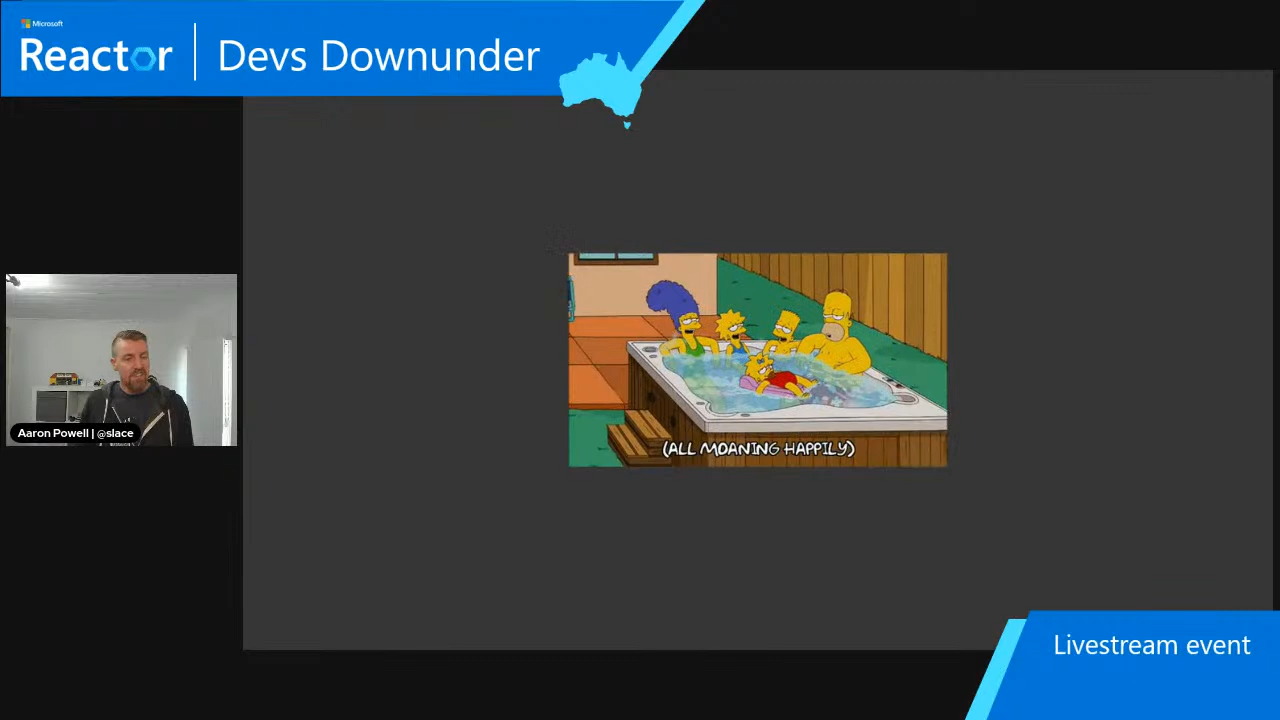 Microsoft
Reactor
Devs Downunder
Aaron Powell | @slace
(ALL MOANING HAPPILY)
Livestream event